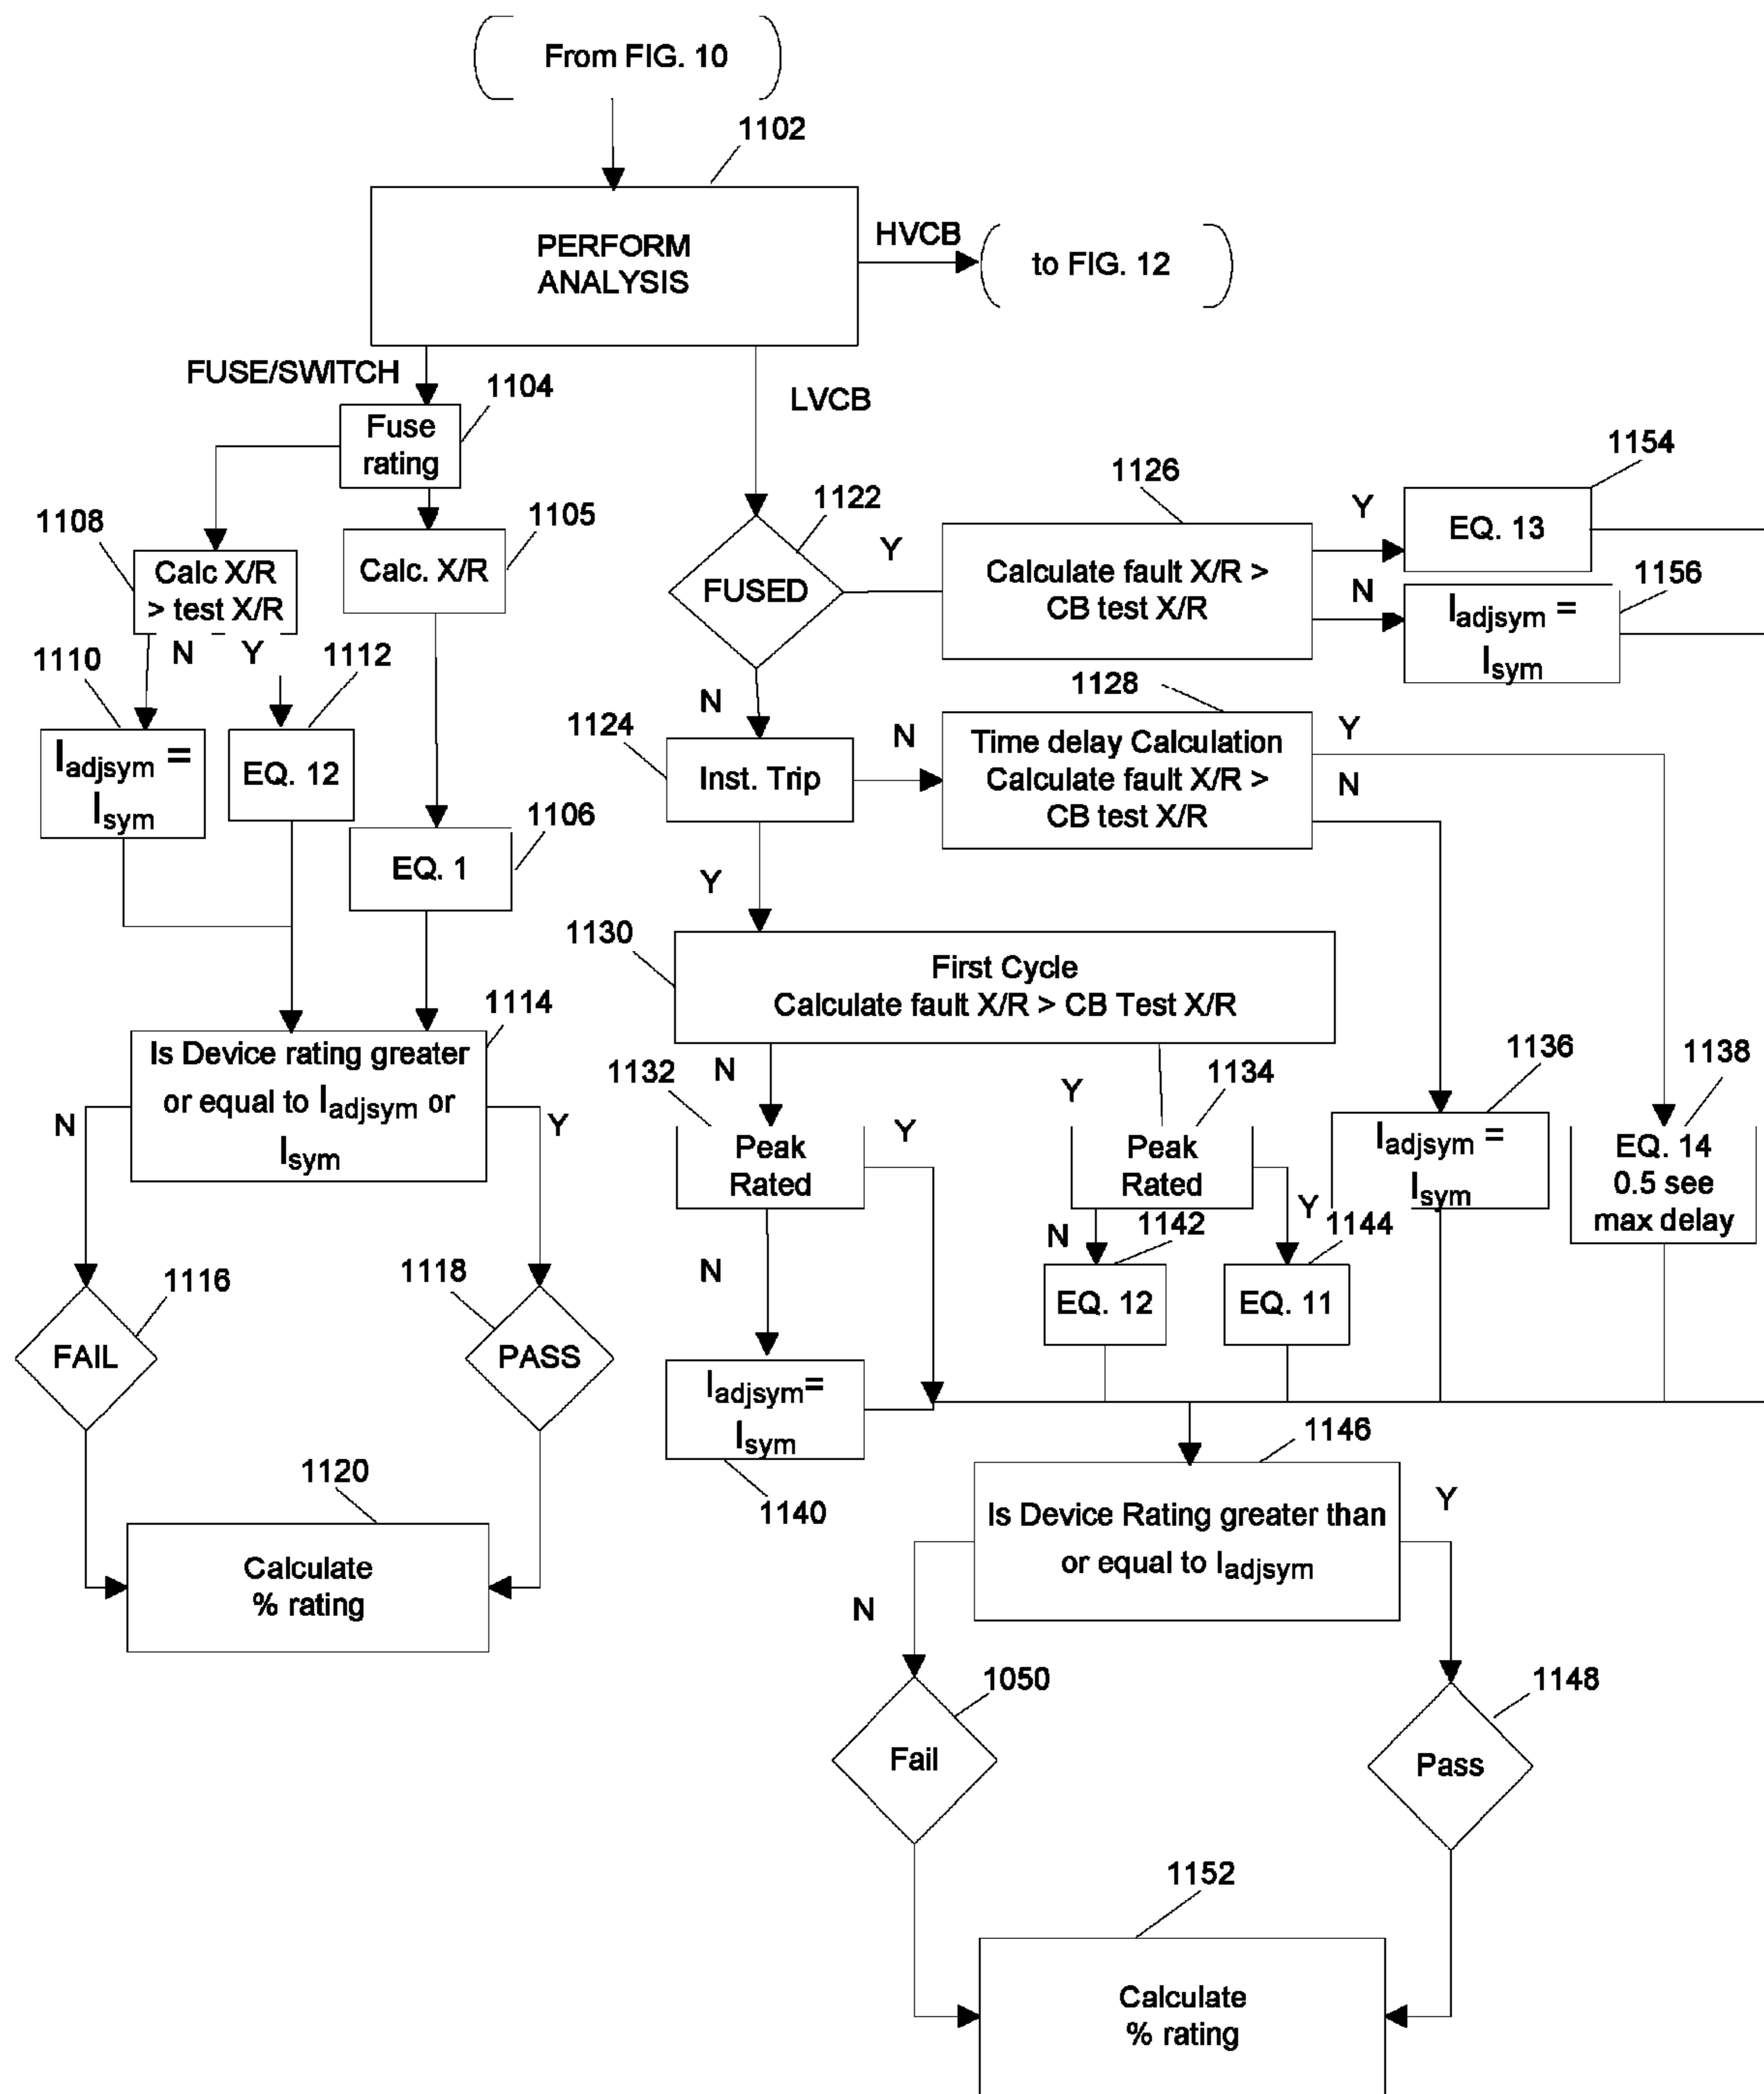 From FIG. 10
1102
PERFORM
ANALYSIS
HVCB
to FIG. 12
FUSE/SWITCH
1104
LVCB
Fuse
rating
1108
1105
Calc X/R
> test X/R
Calc. X/R
1122
FUSED
Y
1126
Calculate fault X/R >
CB test X/R
Y
1154
EQ. 13
N
1156
Iadjsym =
Isym
1110
N
Y
1112
Iadjsym =
Isym
EQ. 12
1106
EQ. 1
N
1124
Inst. Trip
N
1128
Time delay Calculation
Calculate fault X/R >
CB test X/R
Y
N
Y
1130
First Cycle
Calculate fault X/R > CB Test X/R
1114
Is Device rating greater
or equal to Iadjsym or
Isym
N
Y
1132
N
Peak
Rated
Y
Y
1134
Peak
Rated
1136
Iadjsym =
Isym
1138
EQ. 14
0.5 see
max delay
N
N
1142
Y
1144
EQ. 12
EQ. 11
1116
FAIL
1118
PASS
Iadjsym=
Isym
1140
1120
Calculate
% rating
1146
Is Device Rating greater than
or equal to Iadjsym
Y
N
1050
Fail
1148
Pass
1152
Calculate
% rating